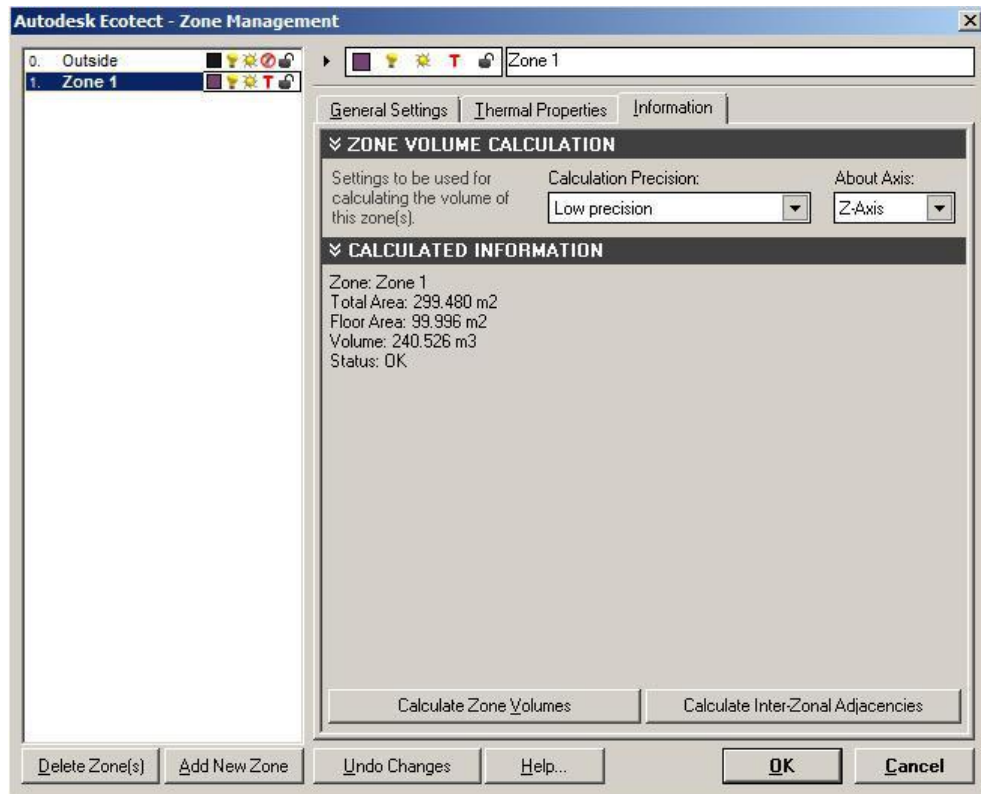 Autodesk Ecotect - Zone Management
0. Outside
1. Zone 1 T
T Zone 1
General Settings Thermal Properties Information
ZONE VOLUME CALCULATION
Settings to be used for
calculating the volume of
this zone(s).
Calculation Precision:
Low precision
About Axis:
Z-Axis
CALCULATED INFORMATION
Zone: Zone 1
Total Area: 299.480 m2
Floor Area: 99.996 m2
Volume: 240.526 m3
Status: OK
Calculate Zone Volumes Calculate Inter-Zonal Adjacencies
Delete Zone(s) Add New Zone Undo Changes Help... OK Cancel